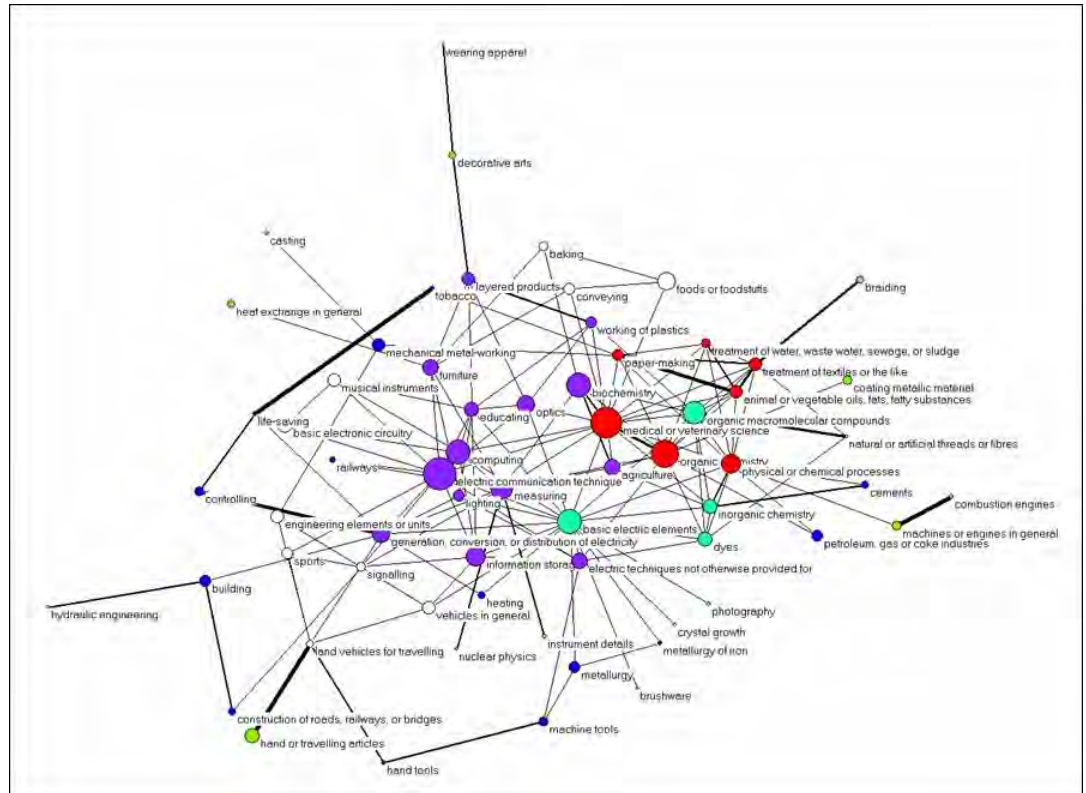 wearing apparel
decorative arts
casting
baking
layered products
conveying
foods or foodstuffs
braiding
tobacco
heat exchange in general
working of plastics
mechanical metal-working
paper-making
treatment of water, waste water, sewage, or sludge
furniture
treatment of textiles or the like
musical instruments
biochemistry
coating metallic material
animal or vegetable oils, fats, fatty substances
educating
optics
organic macromolecular compounds
life-saving
medical or veterinary science
basic electronic circuitry
natural or artificial threads or fibres
railways
computing
organic
mistry
agriculture
physical or chemical processes
electric communication technique
cements
controlling
lighting
measuring
combustion engines
inorganic chemistry
engineering elements or units
basic electric elements
machines or engines in general
generation, conversion, or distribution of electricity
petroleum, gas or coke industries
dyes
sports
information stora
signalling
electric techniques not otherwise provided for
building
heating
photography
hydraulic engineering
vehicles in general
crystal growth
land vehicles for travelling
instrument details
metallurgy of iron
nuclear physics
metallurgy
brushware
construction of roads, railways, or bridges
machine tools
hand or travelling articles
hand tools